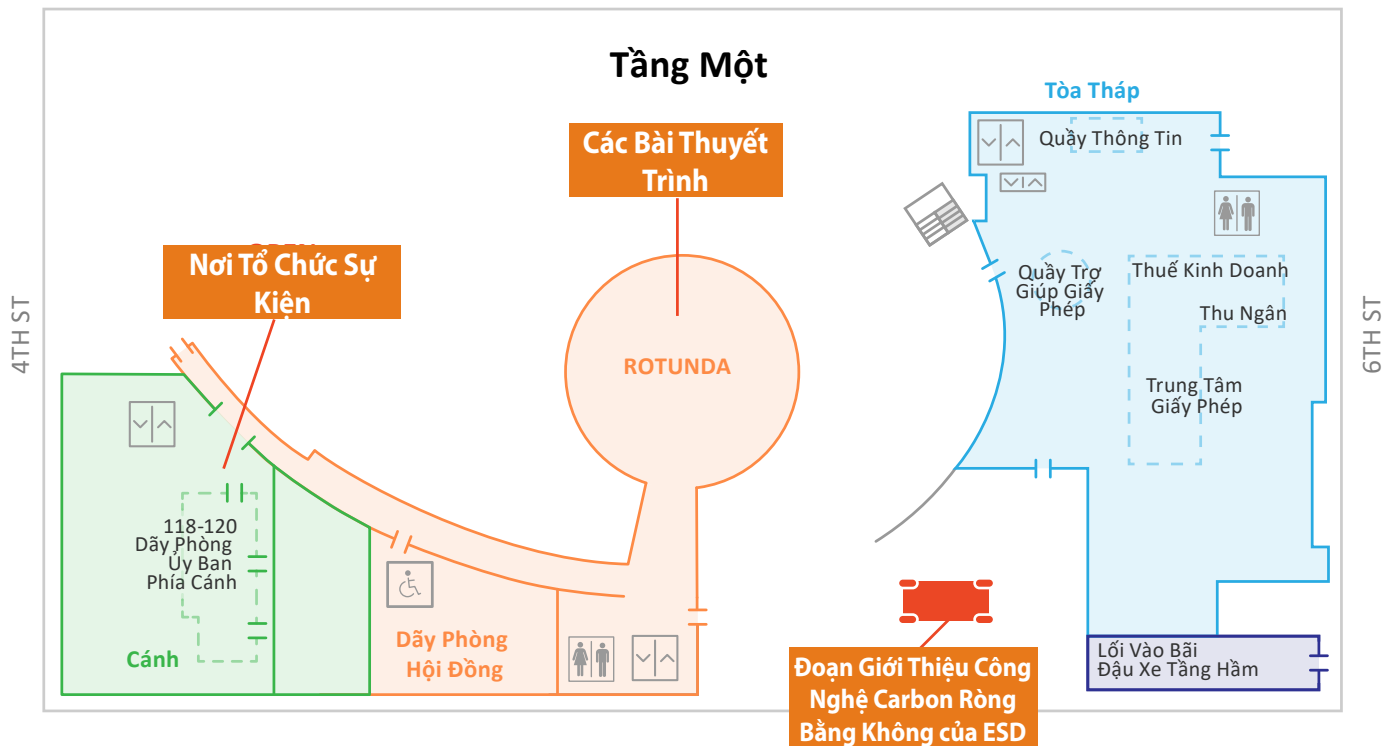 Tầng Một
Tòa Tháp
Quầy Thông Tin
Các Bài Thuyết
Trình
Nơi Tổ Chức Sự
Kiện
4TH ST
6TH ST
Quầy Trợ
Giúp Giấy
Phép
Thuế Kinh Doanh
Thu Ngân
ROTUNDA
Trung Tâm
Giấy Phép
118-120
Dãy Phòng
Ủy Ban
Phía Cánh
Cánh
Dãy Phòng
Hội Đồng
Đoạn Giới Thiệu Công
Nghệ Carbon Ròng
Bằng Không của ESD
Lối Vào Bãi
Đậu Xe Tầng Hầm